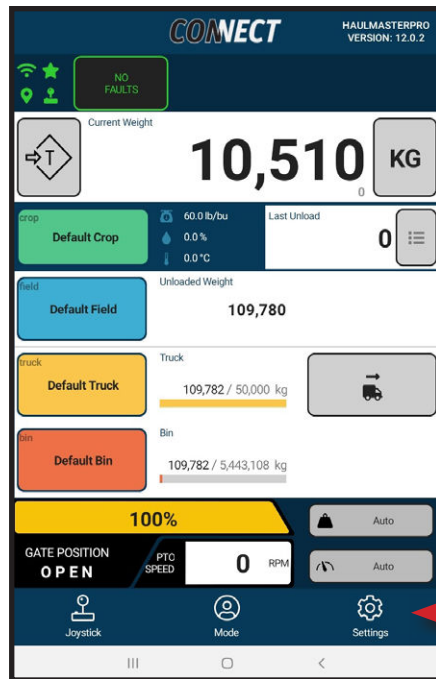 CONNECT
HAULMASTERPRO
VERSION: 12.0.2
NO
FAULTS
Current Weight
T
10,510
0
KG
crop
Default Crop
60.0 lb/bu
0.0 %
0.0 °C
Last Unload
0
field
Default Field
Unloaded Weight
109,780
truck
Default Truck
Truck
109,782 / 50,000 kg
bin
Default Bin
Bin
109,782 / 5,443,108 kg
100%
Auto
GATE POSITION
OPEN
PTO
SPEED
0
RPM
Auto
Joystick
Mode
Settings